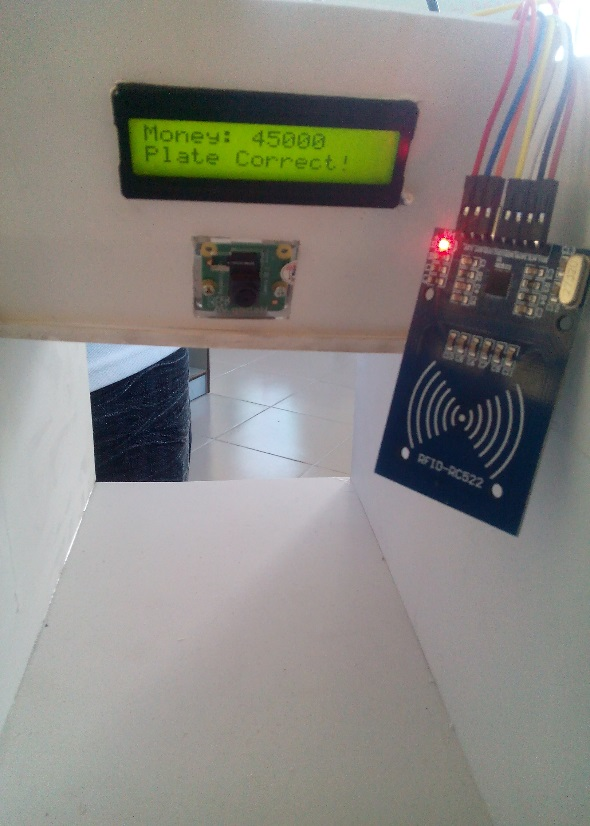 Money: 45000
Plate Correct!
RFID-RC522